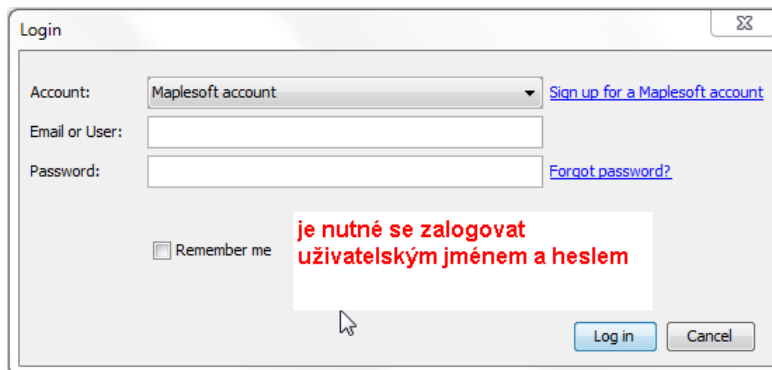 Login
Account: Maplesoft account Sign up for a Maplesoft account
Email or User:
Password: Forgot password?
Remember me
je nutné se zalogovat
uživatelským jménem a heslem
Log in Cancel